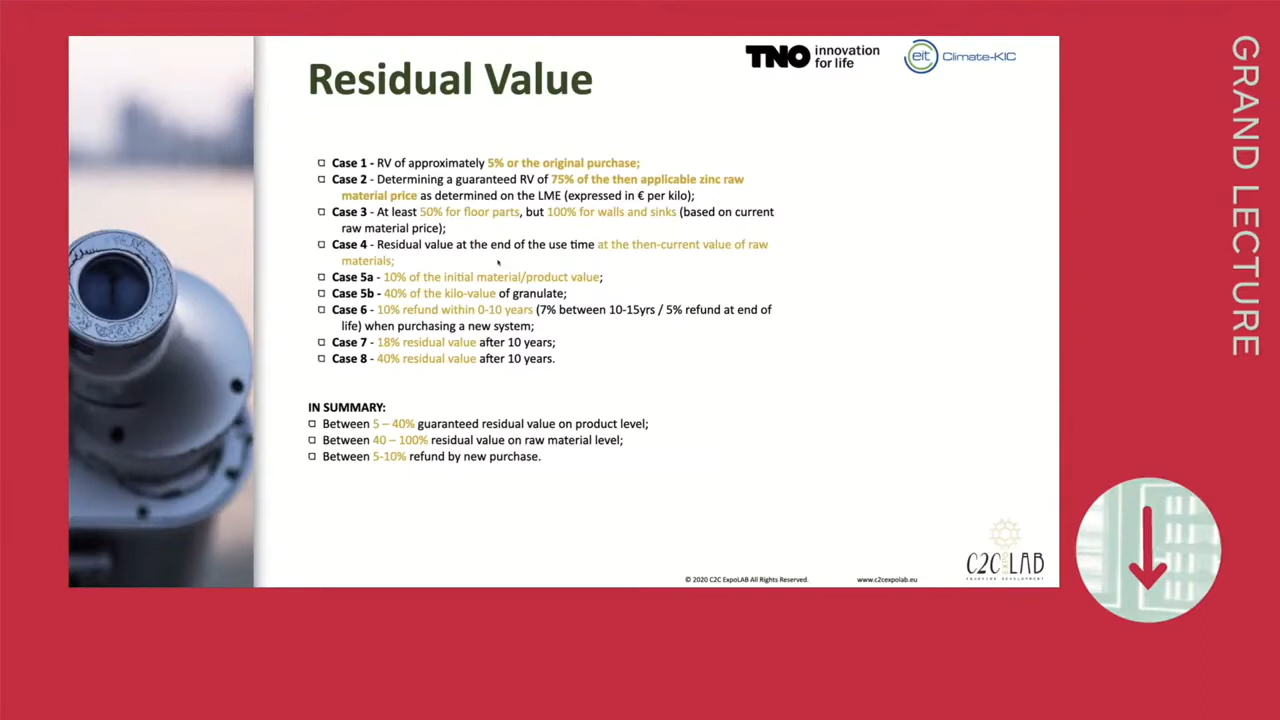 TNO innovation
for life
eit Climate-KIC
Residual Value
Case 1 - RV of approximately 5% or the original purchase;
Case 2 - Determining a guaranteed RV of 75% of the then applicable zinc raw
material price as determined on the LME (expressed in € per kilo);
Case 3 - At least 50% for floor parts, but 100% for walls and sinks (based on current
raw material price);
Case 4 - Residual value at the end of the use time at the then-current value of raw
materials;
Case 5a - 10% of the initial material/product value;
Case 5b - 40% of the kilo-value of granulate;
Case 6 - 10% refund within 0-10 years (7% between 10-15yrs / 5% refund at end of
life) when purchasing a new system;
Case 7 - 18% residual value after 10 years;
Case 8 - 40% residual value after 10 years.
IN SUMMARY:
Between 5 – 40% guaranteed residual value on product level;
Between 40 – 100% residual value on raw material level;
Between 5-10% refund by new purchase.
C2C EXPO LAB
© 2020 C2C ExpoLAB All Rights Reserved.
www.c2cexpolab.eu
GRAND LECTURE